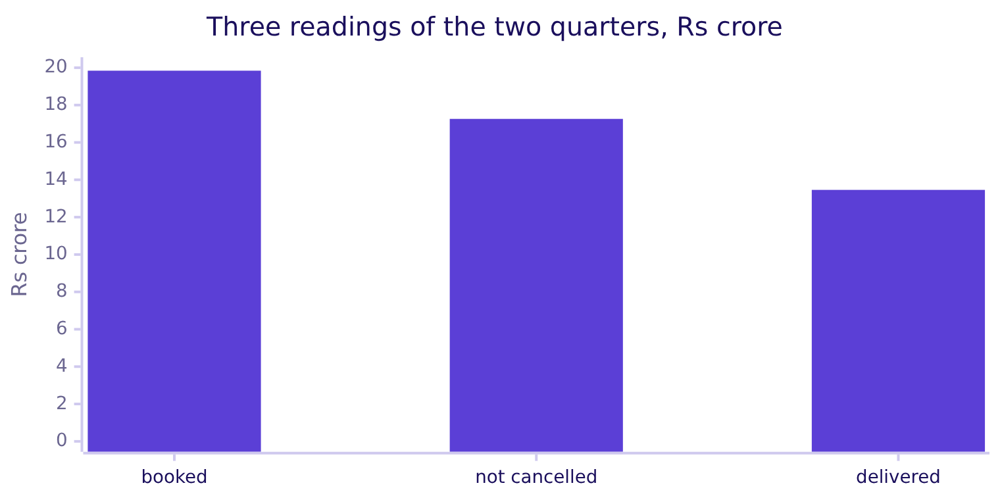 Three readings of the two quarters, Rs crore
20
18
16
14
12
10
8
6
4
2
0
Rs crore
booked
not cancelled
delivered